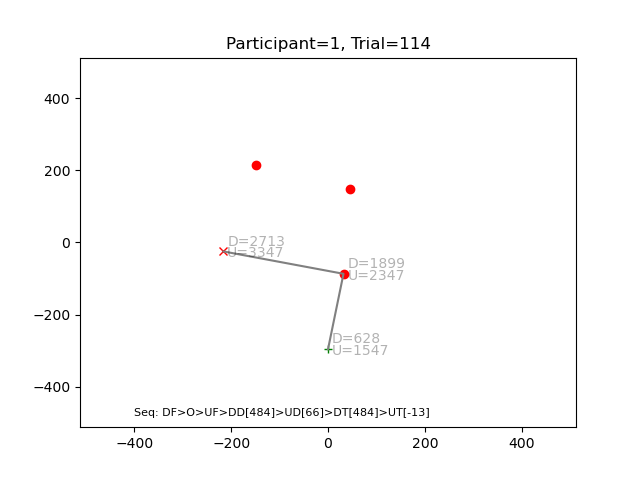 Participant=1, Trial=114
400
200
0
−200
−400
D=2713
U=3347
D=1899
U=2347
D=628
U=1547
Seq: DF>O>UF>DD[484]>UD[66]>DT[484]>UT[-13]
−400 −200 0 200 400